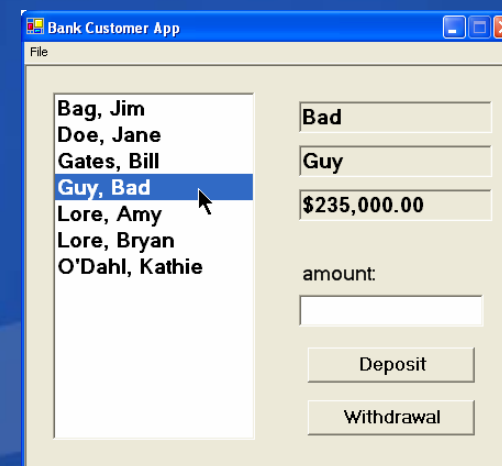 Bank Customer App
File
Bag, Jim
Doe, Jane
Gates, Bill
Guy, Bad
Lore, Amy
Lore, Bryan
O'Dahl, Kathie
Bad
Guy
$235,000.00
amount:
Deposit
Withdrawal